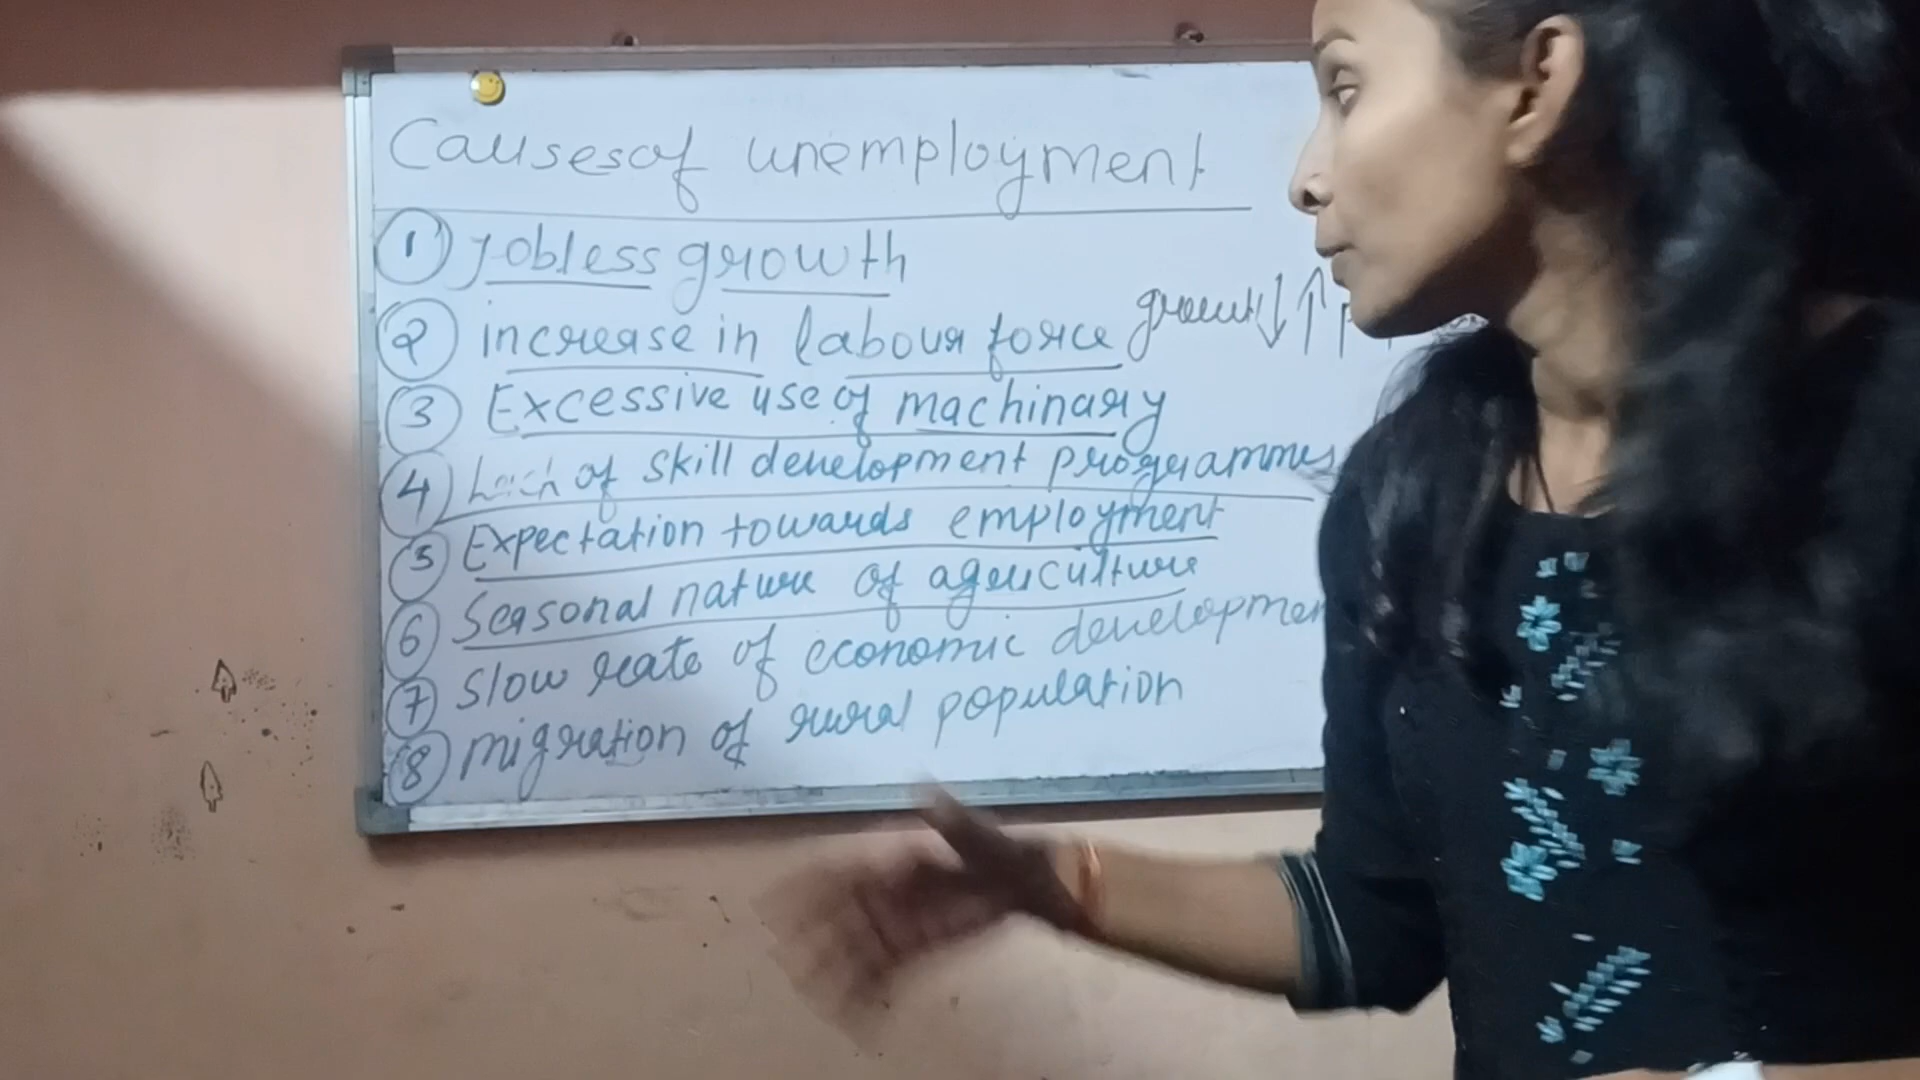 Causes of unemployment
1 Jobless growth
2 increase in labour force growth ↓ ↑
3 Excessive use of machinary
4 Lack of skill development programmes
5 Expectation towards employment
6 Seasonal nature of agriculture
7 Slow rate of economic
8 migration of rural population